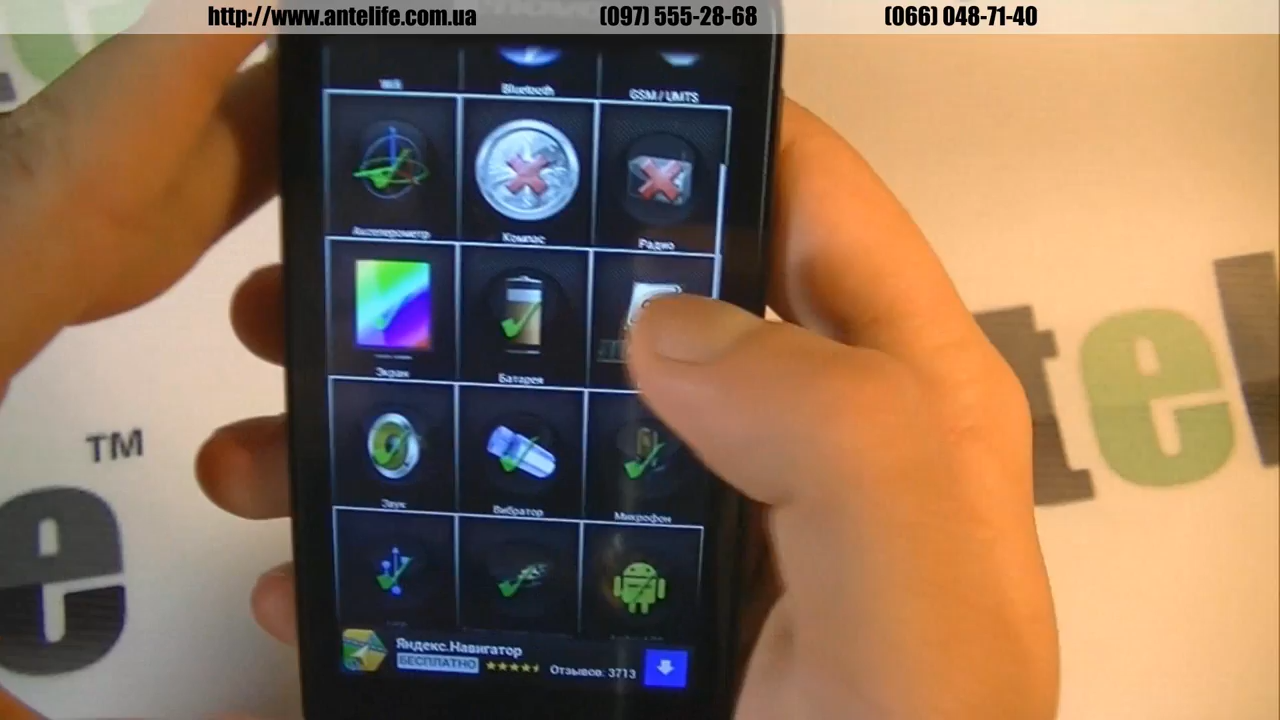 http://www.antelife.com.ua (097) 555-28-68 (066) 048-71-40
Wifi
Bluetooth
GSM / UMTS
Акселерометр
Компас
Радио
Экран
Батарея
Звук
Вибратор
Микрофон
TM
e
tel
Яндекс.Навигатор
БЕСПЛАТНО
Отзывов: 3713